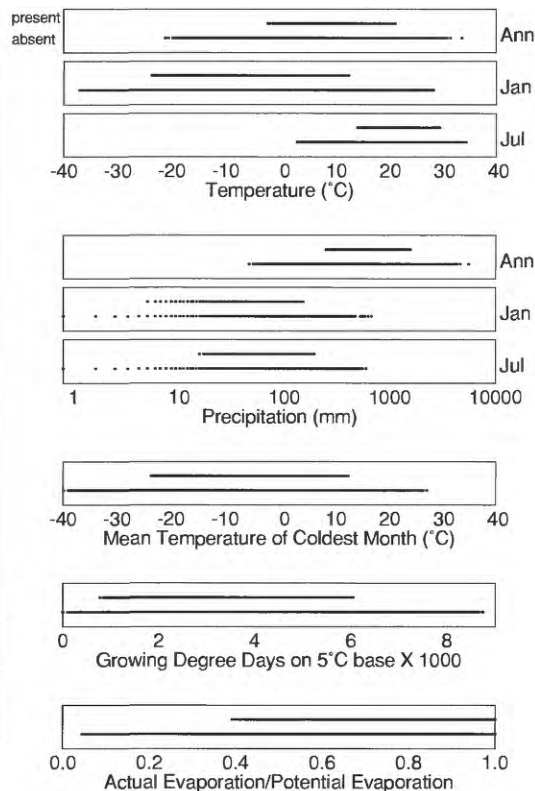 present
absent
Ann
Jan
Jul
-40 -30 -20 -10 0 10 20 30 40
Temperature (˚C)
Ann
Jan
Jul
1 10 100 1000 10000
Precipitation (mm)
-40 -30 -20 -10 0 10 20 30 40
Mean Temperature of Coldest Month (˚C)
0 2 4 6 8
Growing Degree Days on 5˚C base X 1000
0.0 0.2 0.4 0.6 0.8 1.0
Actual Evaporation/Potential Evaporation